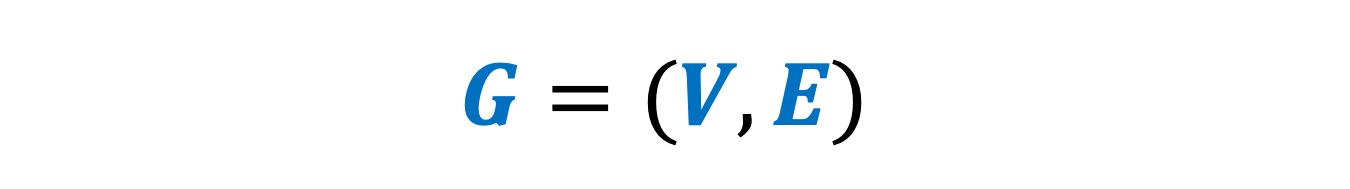 G = (V, E)